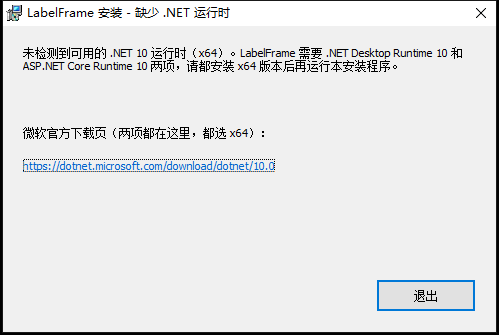 LabelFrame 安装 - 缺少 .NET 运行时
未检测到可用的 .NET 10 运行时（x64）。LabelFrame 需要 .NET Desktop Runtime 10 和
ASP.NET Core Runtime 10 两项，请都安装 x64 版本后再运行本安装程序。
微软官方下载页（两项都在这里，都选 x64）：
https://dotnet.microsoft.com/download/dotnet/10.0
退出